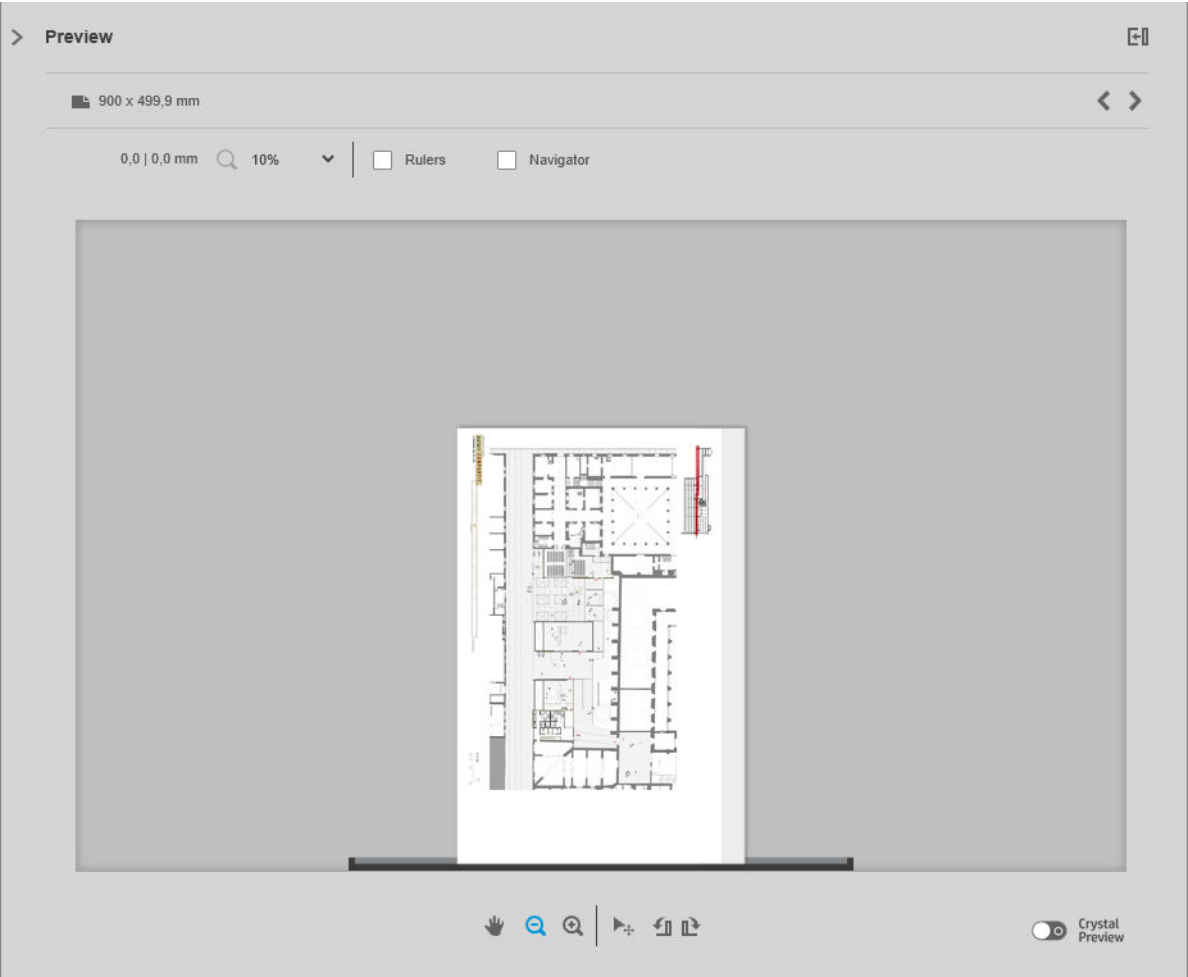 Preview
900 x 499,9 mm
0,0 | 0,0 mm 10% Rulers Navigator
Crystal
Preview